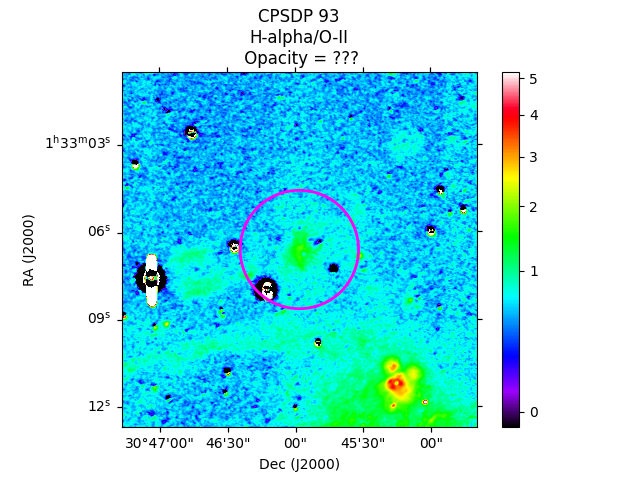 CPSDP 93
H-alpha/O-II
Opacity = ???
5
4
3
2
1
0
1ʰ33ᵐ03ˢ
06ˢ
09ˢ
12ˢ
RA (J2000)
30°47'00" 46'30" 00" 45'30" 00"
Dec (J2000)